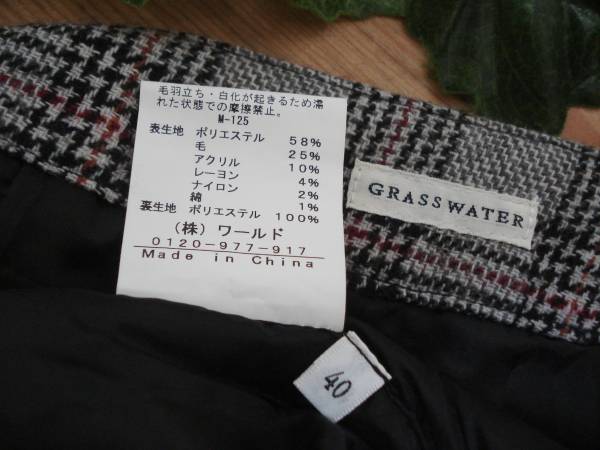 毛羽立ち・白化が起きるため濡
れた状態での摩擦禁止。
M-125
表生地 ポリエステル 58%
毛 25%
アクリル 10%
レーヨン 4%
ナイロン 2%
綿 1%
裏生地 ポリエステル 100%
(株)ワールド
0120-977-917
Made in China
GRASS WATER
40